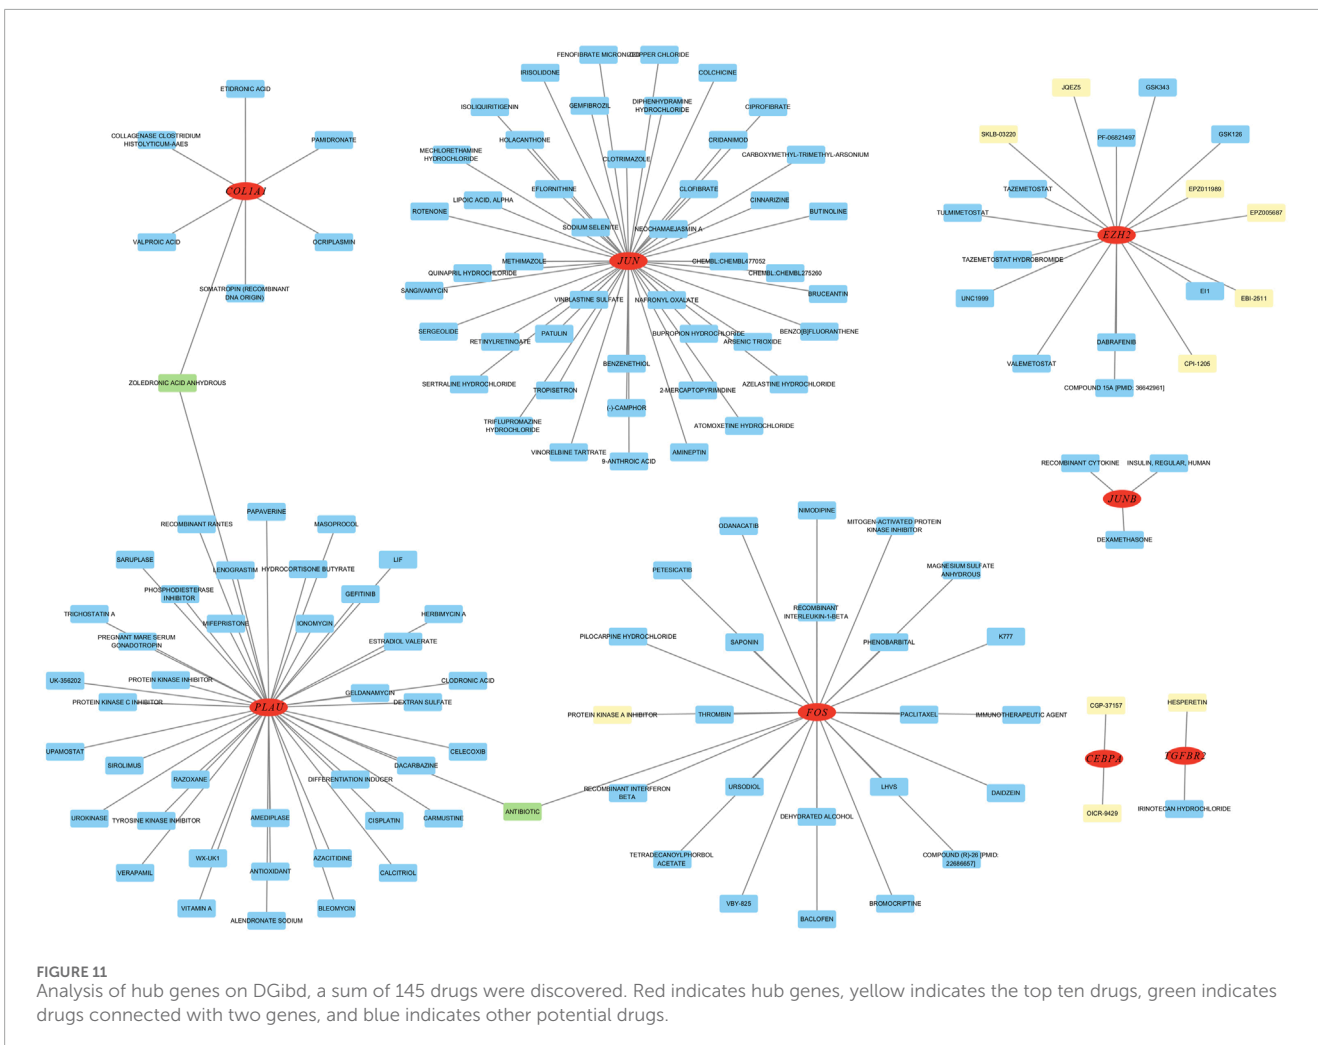 ETIDRONIC ACID
COLLAGENASE CLOSTRIDIUM
HISTOLYTICUM-AAES
PAMIDRONATE
COL1A1
VALPROIC ACID
OCRIPLASMIN
SOMATROPIN (RECOMBINANT
DNA ORIGIN)
ZOLEDRONIC ACID ANHYDROUS
FENOFIBRATE MICRONIZED
COPPER CHLORIDE
IRISOLIDONE
COLCHICINE
ISOLIQUIRITIGENIN
GEMFIBROZIL
DIPHENHYDRAMINE
HYDROCHLORIDE
CIPROFIBRATE
HOLACANTHONE
CRIDANIMOD
MECHLORETHAMINE
HYDROCHLORIDE
CLOTRIMAZOLE
CARBOXYMETHYL-TRIMETHYL-ARSONIUM
EFLORNITHINE
CLOFIBRATE
LIPOIC ACID, ALPHA
CINNARIZINE
ROTENONE
BUTINOLINE
SODIUM SELENITE
NEOCHAMAEJASMIN A
METHIMAZOLE
JUN
CHEMBL:CHEMBL477052
QUINAPRIL HYDROCHLORIDE
CHEMBL:CHEMBL275260
SANGIVAMYCIN
BRUCEANTIN
VINBLASTINE SULFATE
NAFRONYL OXALATE
SERGEOLIDE
PATULIN
BUPROPION HYDROCHLORIDE
BENZO[B]FLUORANTHENE
RETINYLRETINOATE
ARSENIC TRIOXIDE
BENZENETHIOL
SERTRALINE HYDROCHLORIDE
TROPISETRON
2-MERCAPTOPYRIMIDINE
AZELASTINE HYDROCHLORIDE
(-)-CAMPHOR
TRIFLUPROMAZINE
HYDROCHLORIDE
ATOMOXETINE HYDROCHLORIDE
VINORELBINE TARTRATE
9-ANTHROIC ACID
AMINEPTIN
JQEZ5
GSK343
SKLB-03220
PF-06821497
GSK126
TAZEMETOSTAT
EPZ011989
TULMIMETOSTAT
EPZ005687
EZH2
TAZEMETOSTAT HYDROBROMIDE
UNC1999
EI1
EBI-2511
DABRAFENIB
VALEMETOSTAT
CPI-1205
COMPOUND 15A [PMID: 36642961]
RECOMBINANT CYTOKINE
INSULIN, REGULAR, HUMAN
JUNB
DEXAMETHASONE
PAPAVERINE
RECOMBINANT RANTES
MASOPROCOL
SARUPLASE
LENOGRASTIM
HYDROCORTISONE BUTYRATE
LIF
PHOSPHODIESTERASE
INHIBITOR
GEFITINIB
TRICHOSTATIN A
MIFEPRISTONE
IONOMYCIN
HERBIMYCIN A
PREGNANT MARE SERUM
GONADOTROPIN
ESTRADIOL VALERATE
UK-356202
PROTEIN KINASE INHIBITOR
CLODRONIC ACID
GELDANAMYCIN
PROTEIN KINASE C INHIBITOR
PLAU
DEXTRAN SULFATE
UPAMOSTAT
CELECOXIB
SIROLIMUS
DACARBAZINE
RAZOXANE
DIFFERENTIATION INDUCER
UROKINASE
TYROSINE KINASE INHIBITOR
AMEDIPLASE
CISPLATIN
CARMUSTINE
VERAPAMIL
WX-UK1
ANTIOXIDANT
AZACITIDINE
CALCITRIOL
VITAMIN A
ALENDRONATE SODIUM
BLEOMYCIN
ANTIBIOTIC
NIMODIPINE
ODANACATIB
MITOGEN-ACTIVATED PROTEIN
KINASE INHIBITOR
PETESICATIB
MAGNESIUM SULFATE
ANHYDROUS
RECOMBINANT
INTERLEUKIN-1-BETA
PILOCARPINE HYDROCHLORIDE
SAPONIN
PHENOBARBITAL
K777
PROTEIN KINASE A INHIBITOR
THROMBIN
FOS
PACLITAXEL
IMMUNOTHERAPEUTIC AGENT
RECOMBINANT INTERFERON
BETA
URSODIOL
LHVS
DAIDZEIN
DEHYDRATED ALCOHOL
TETRADECANOYLPHORBOL
ACETATE
COMPOUND (R)-26 [PMID:
22686657]
VBY-825
BACLOFEN
BROMOCRIPTINE
CGP-37157
CEBPA
OICR-9429
HESPERETIN
TGFBR2
IRINOTECAN HYDROCHLORIDE
FIGURE 11
Analysis of hub genes on DGibd, a sum of 145 drugs were discovered. Red indicates hub genes, yellow indicates the top ten drugs, green indicates
drugs connected with two genes, and blue indicates other potential drugs.